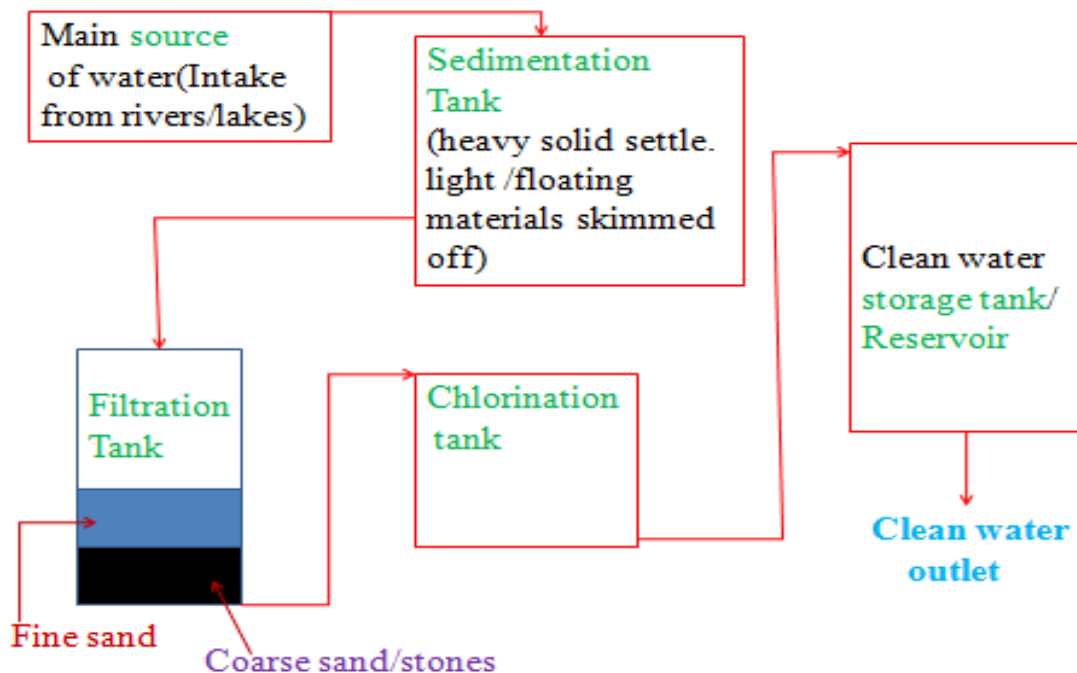 Main source
of water(Intake
from rivers/lakes)
Sedimentation
Tank
(heavy solid settle.
light /floating
materials skimmed
off)
Clean water
storage tank/
Reservoir
Filtration
Tank
Chlorination
tank
Clean water
outlet
Fine sand
Coarse sand/stones